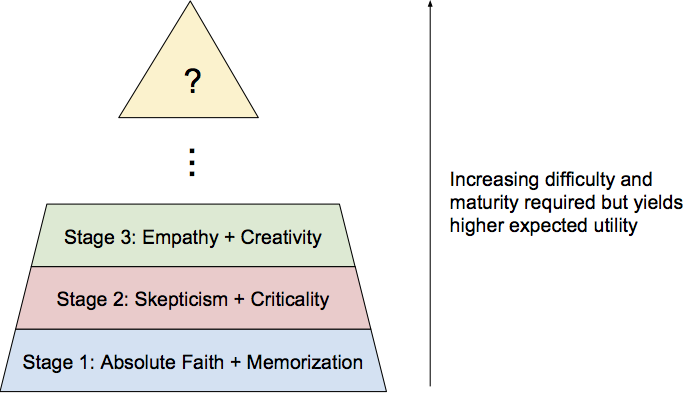 ?
⋮
Stage 3: Empathy + Creativity
Stage 2: Skepticism + Criticality
Stage 1: Absolute Faith + Memorization
Increasing difficulty and
maturity required but yields
higher expected utility